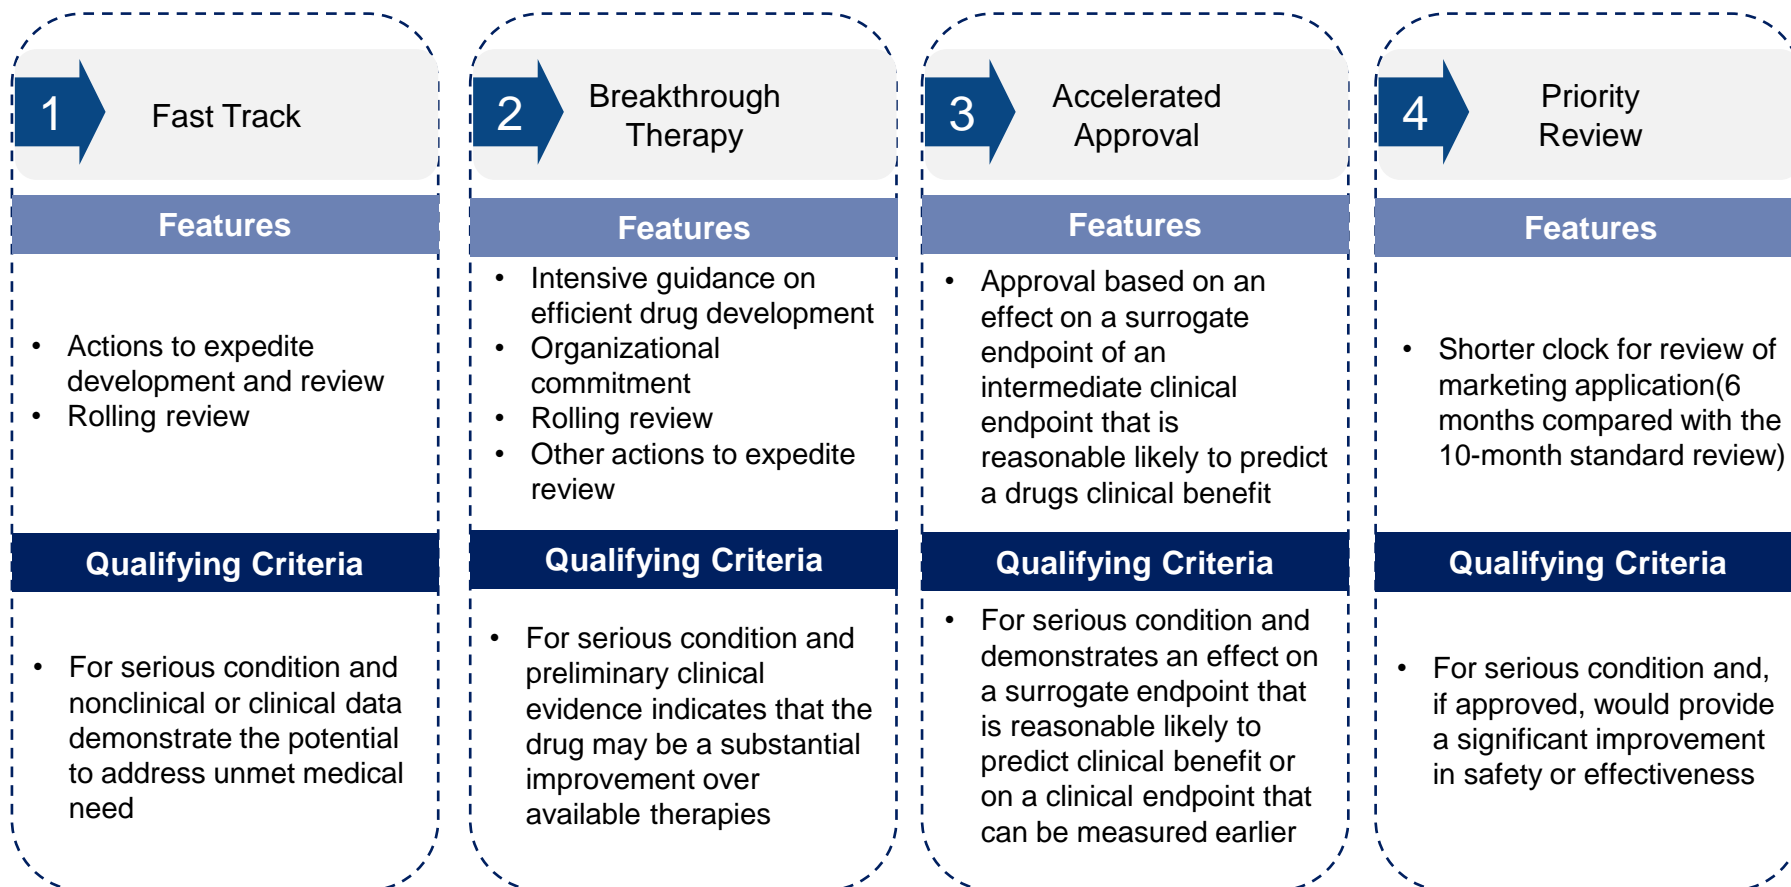 1
Fast Track
Features
• Actions to expedite
development and review
• Rolling review
Qualifying Criteria
• For serious condition and
nonclinical or clinical data
demonstrate the potential
to address unmet medical
need
2
Breakthrough
Therapy
Features
• Intensive guidance on
efficient drug development
• Organizational
commitment
• Rolling review
• Other actions to expedite
review
Qualifying Criteria
• For serious condition and
preliminary clinical
evidence indicates that the
drug may be a substantial
improvement over
available therapies
3
Accelerated
Approval
Features
• Approval based on an
effect on a surrogate
endpoint of an
intermediate clinical
endpoint that is
reasonable likely to predict
a drugs clinical benefit
Qualifying Criteria
• For serious condition and
demonstrates an effect on
a surrogate endpoint that
is reasonable likely to
predict clinical benefit or
on a clinical endpoint that
can be measured earlier
4
Priority
Review
Features
• Shorter clock for review of
marketing application(6
months compared with the
10-month standard review)
Qualifying Criteria
• For serious condition and,
if approved, would provide
a significant improvement
in safety or effectiveness